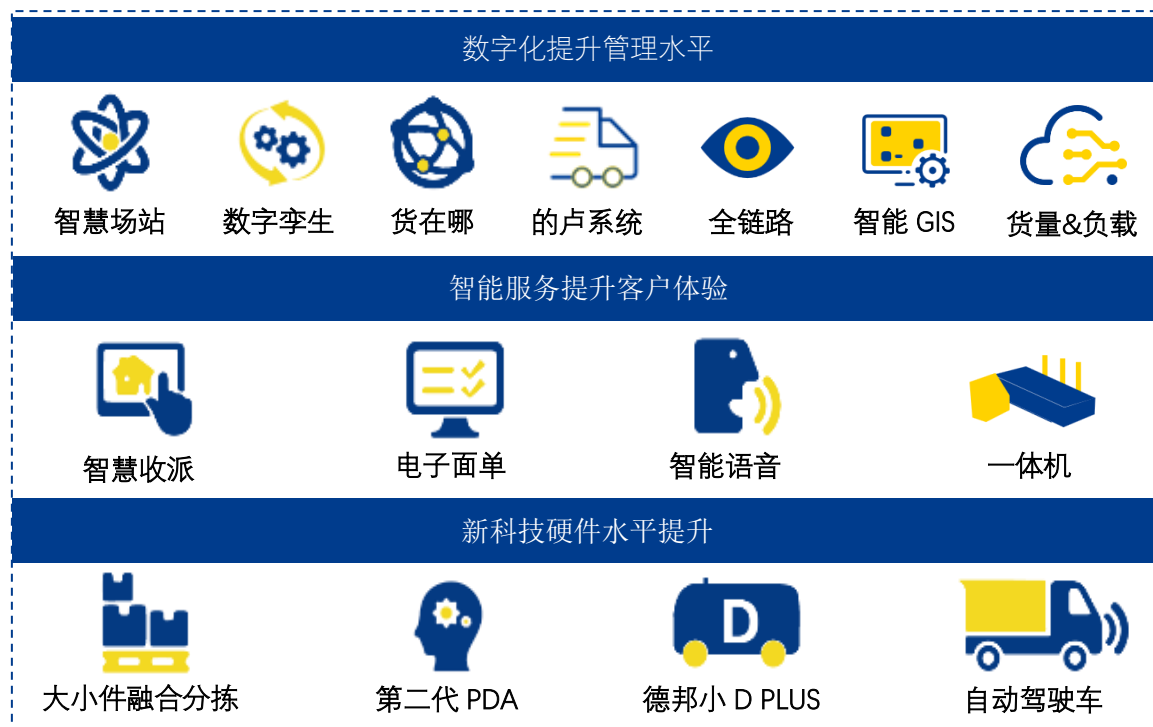 数字化提升管理水平
智慧场站 数字孪生 货在哪 的卢系统 全链路 智能 GIS 货量&负载
智能服务提升客户体验
智慧收派 电子面单 智能语音 一体机
新科技硬件水平提升
D
大小件融合分拣 第二代 PDA 德邦小 D PLUS 自动驾驶车